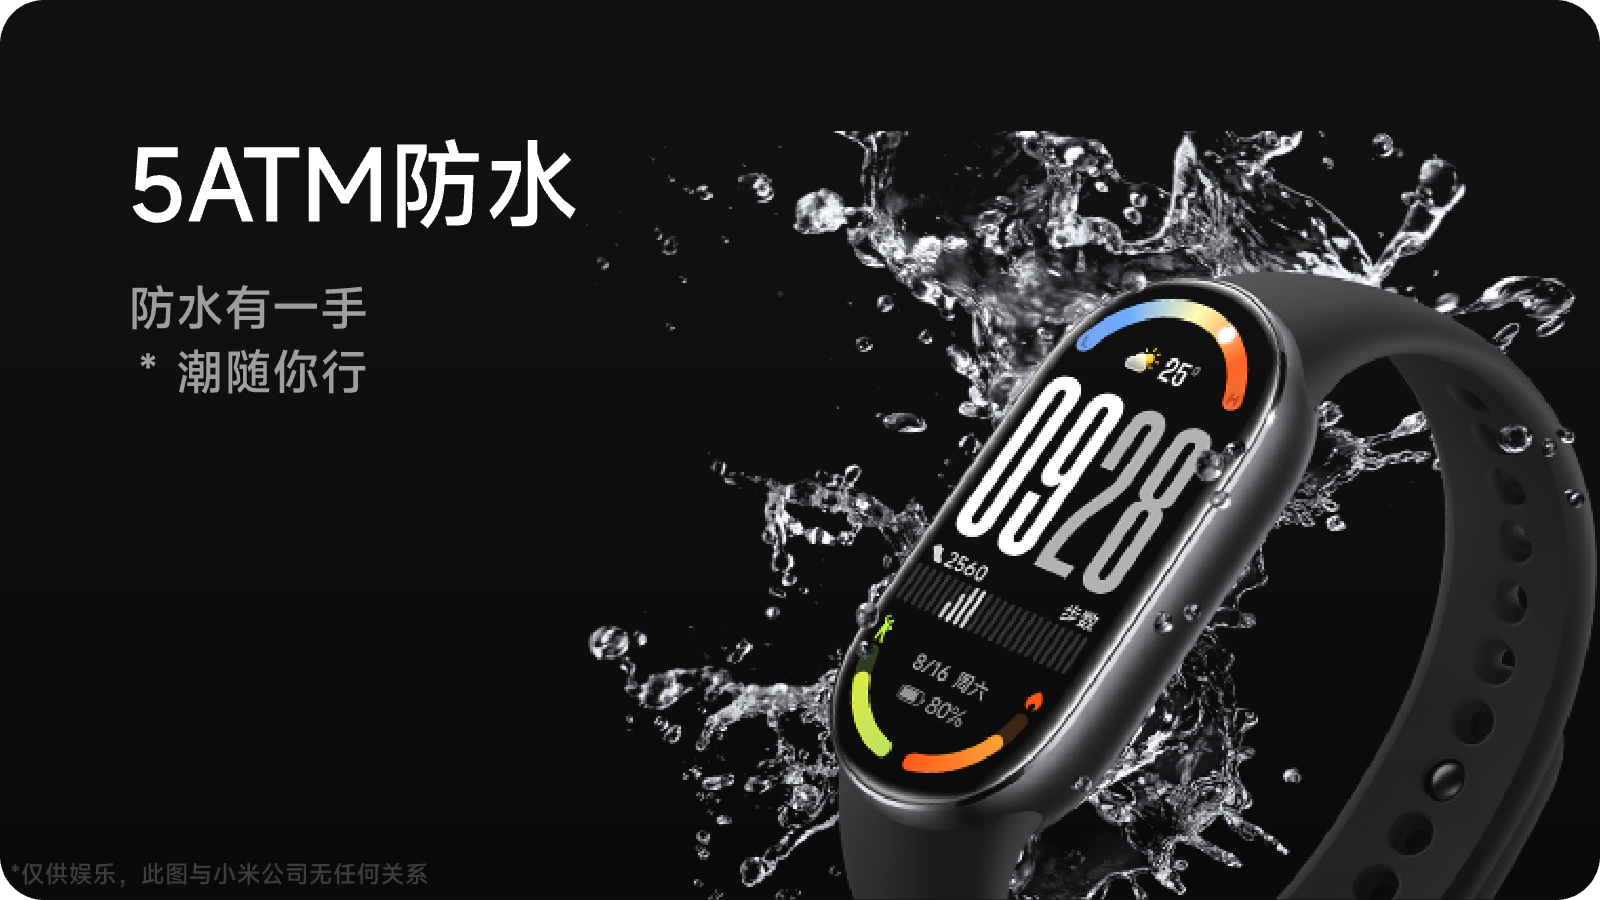 5ATM防水
防水有一手
* 潮随你行
25°
0928
2560
步数
8/16 周六
80%
*仅供娱乐，此图与小米公司无任何关系